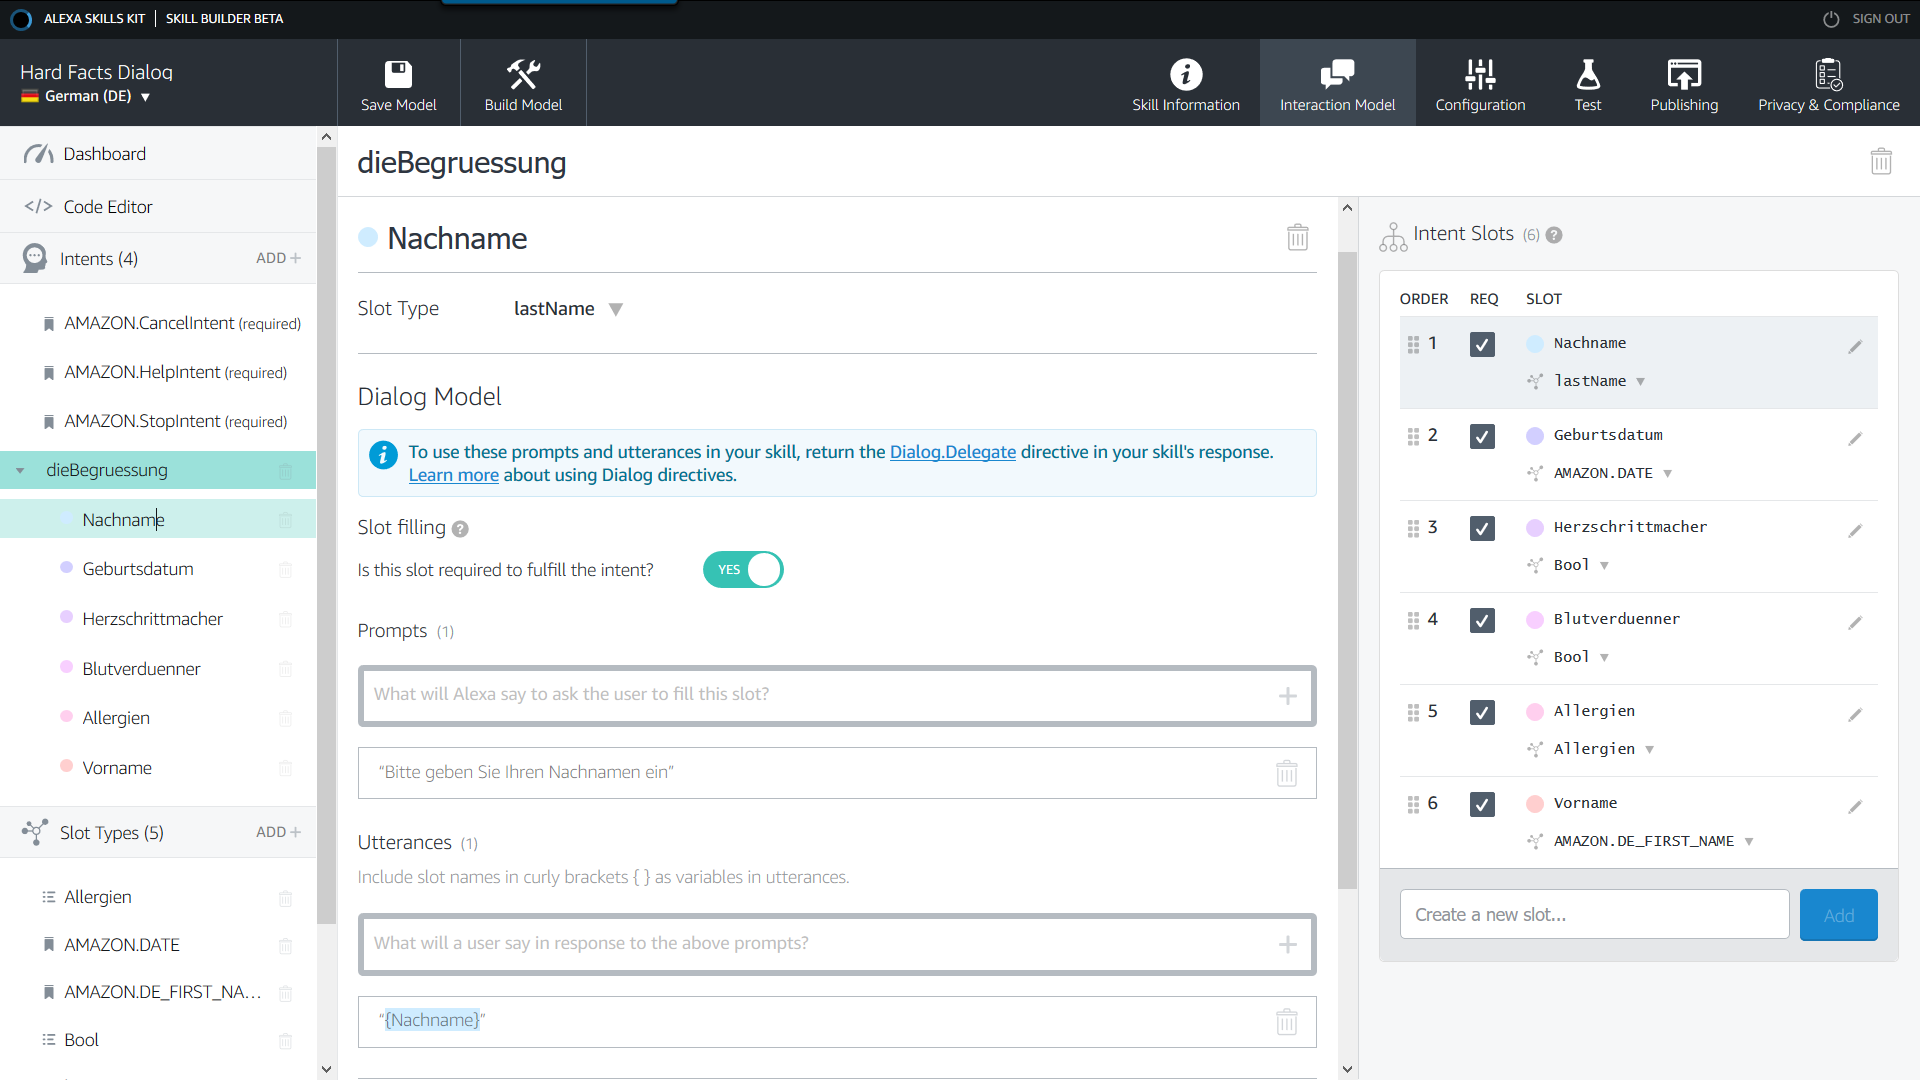 ALEXA SKILLS KIT | SKILL BUILDER BETA
SIGN OUT
Hard Facts Dialog
German (DE)
Save Model
Build Model
Skill Information
Interaction Model
Configuration
Test
Publishing
Privacy & Compliance
Dashboard
</> Code Editor
Intents (4)
ADD +
AMAZON.CancelIntent (required)
AMAZON.HelpIntent (required)
AMAZON.StopIntent (required)
dieBegruessung
Nachname
Geburtsdatum
Herzschrittmacher
Blutverduenner
Allergien
Vorname
Slot Types (5)
ADD +
Allergien
AMAZON.DATE
AMAZON.DE_FIRST_NA...
Bool
dieBegruessung
Nachname
Slot Type
lastName
Dialog Model
To use these prompts and utterances in your skill, return the Dialog.Delegate directive in your skill's response.
Learn more about using Dialog directives.
Slot filling ?
Is this slot required to fulfill the intent?
YES
Prompts (1)
What will Alexa say to ask the user to fill this slot?
“Bitte geben Sie Ihren Nachnamen ein”
Utterances (1)
Include slot names in curly brackets { } as variables in utterances.
What will a user say in response to the above prompts?
“{Nachname}”
Intent Slots (6) ?
ORDER REQ SLOT
1 Nachname
lastName
2 Geburtsdatum
AMAZON.DATE
3 Herzschrittmacher
Bool
4 Blutverduenner
Bool
5 Allergien
Allergien
6 Vorname
AMAZON.DE_FIRST_NAME
Create a new slot...
Add